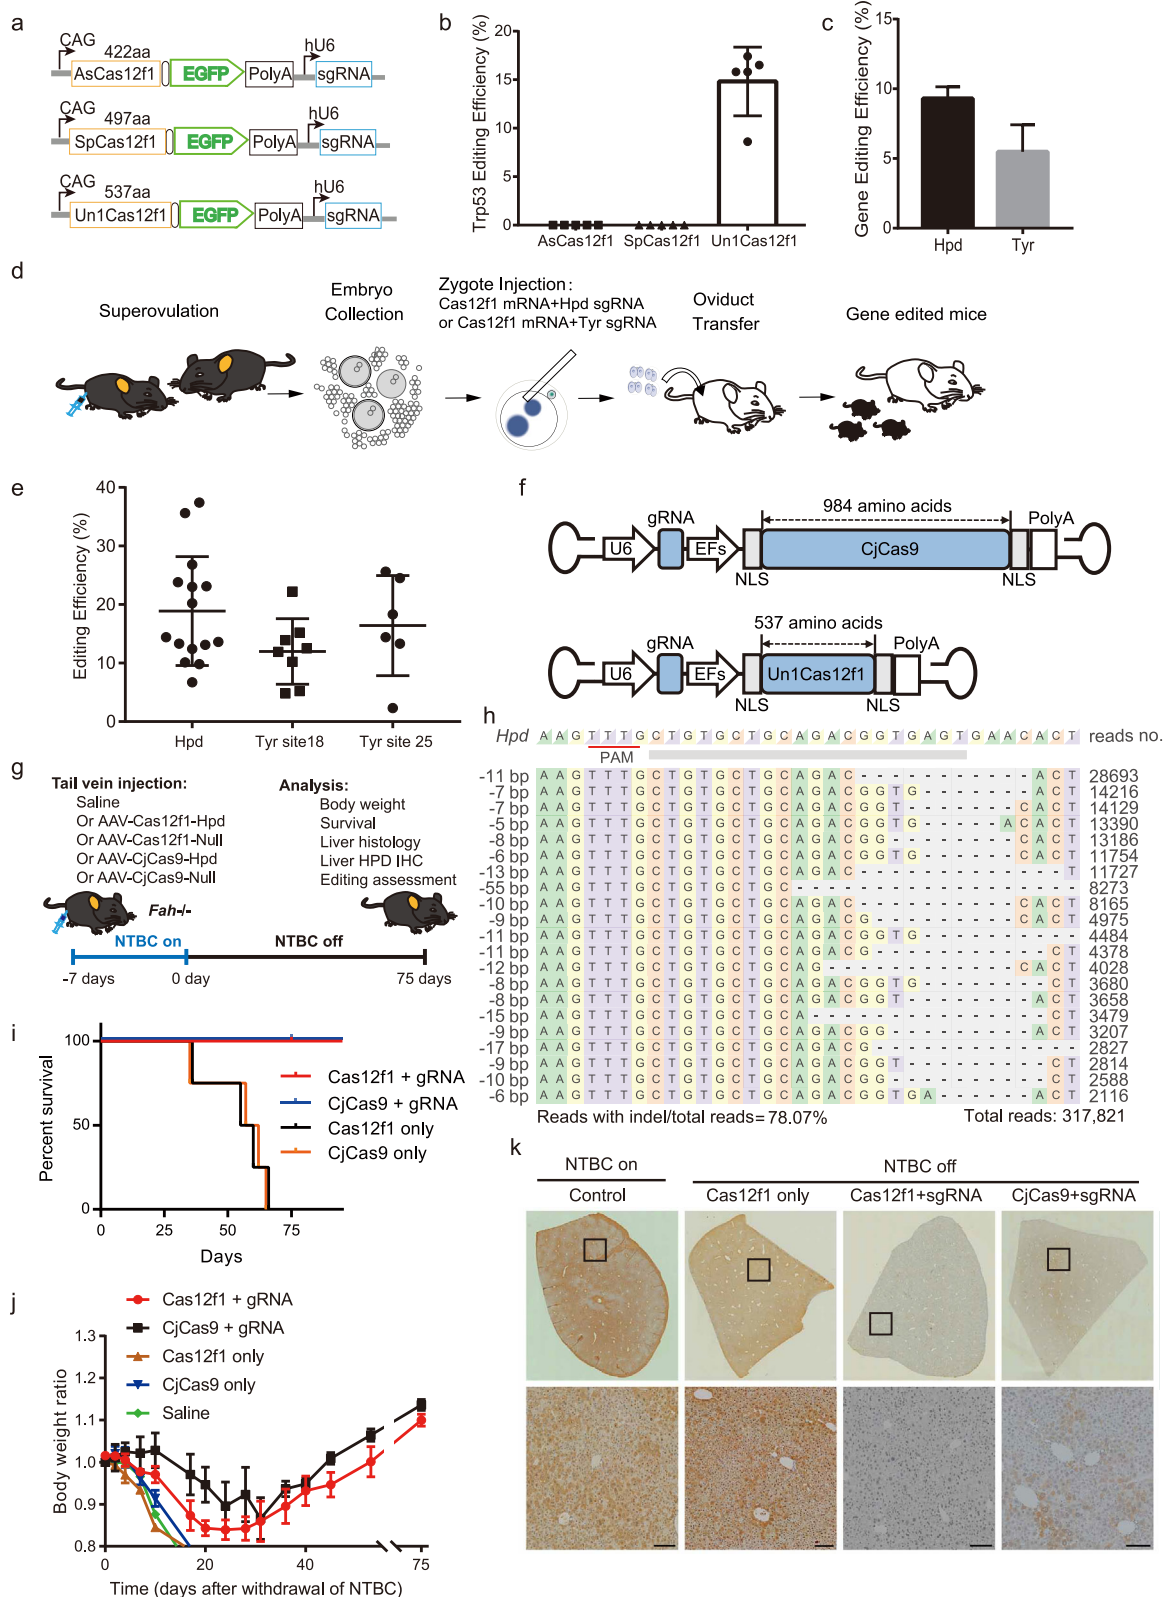 a
CAG
422aa
hU6
AsCas12f1
EGFP
PolyA
sgRNA
CAG
497aa
hU6
SpCas12f1
EGFP
PolyA
sgRNA
CAG
537aa
hU6
Un1Cas12f1
EGFP
PolyA
sgRNA
b
Trp53 Editing Efficiency (%)
20
15
10
5
0
AsCas12f1 SpCas12f1 Un1Cas12f1
c
Gene Editing Efficiency (%)
15
10
5
0
Hpd Tyr
d
Superovulation
Embryo
Collection
Zygote Injection:
Cas12f1 mRNA+Hpd sgRNA
or Cas12f1 mRNA+Tyr sgRNA
Oviduct
Transfer
Gene edited mice
e
Editing Efficiency (%)
40
30
20
10
0
Hpd Tyr site18 Tyr site 25
f
984 amino acids
gRNA
PolyA
U6
EFs
CjCas9
NLS
NLS
537 amino acids
gRNA
PolyA
U6
EFs
Un1Cas12f1
NLS
NLS
g
Tail vein injection:
Saline
Or AAV-Cas12f1-Hpd
Or AAV-Cas12f1-Null
Or AAV-CjCas9-Hpd
Or AAV-CjCas9-Null
Analysis:
Body weight
Survival
Liver histology
Liver HPD IHC
Editing assessment
Fah-/-
NTBC on NTBC off
-7 days 0 day 75 days
h
Hpd A A G T T T G C T G T G C T G C A G A C G G T G A G T G A A C A C T reads no.
PAM
-11 bp A A G T T T G C T G T G C T G C A G A C - - - - - - - - - - - A C T 28693
-7 bp A A G T T T G C T G T G C T G C A G A C G G T G - - - - - - - A C T 14216
-7 bp A A G T T T G C T G T G C T G C A G A C G G T - - - - - - - C A C T 14129
-5 bp A A G T T T G C T G T G C T G C A G A C G G T G - - - - - A C A C T 13390
-8 bp A A G T T T G C T G T G C T G C A G A C G G - - - - - - - - C A C T 13186
-6 bp A A G T T T G C T G T G C T G C A G A C G G T G - - - - - - C A C T 11754
-13 bp A A G T T T G C T G T G C T G C A G A C - - - - - - - - - - - - - T 11727
-55 bp A A G T T T G C T G T G C T G C - - - - - - - - - - - - - - - - - - 8273
-10 bp A A G T T T G C T G T G C T G C A G A C - - - - - - - - - - C A C T 8165
-9 bp A A G T T T G C T G T G C T G C A G A C G - - - - - - - - - C A C T 4975
-11 bp A A G T T T G C T G T G C T G C A G A C G G T G - - - - - - - - - - 4484
-11 bp A A G T T T G C T G T G C T G C A G A C G - - - - - - - - - - - C T 4378
-12 bp A A G T T T G C T G T G C T G C A G - - - - - - - - - - - - C A C T 4028
-8 bp A A G T T T G C T G T G C T G C A G A C G G T G - - - - - - - - C T 3680
-8 bp A A G T T T G C T G T G C T G C A G A C G G T - - - - - - - - A C T 3658
-15 bp A A G T T T G C T G T G C T G C A - - - - - - - - - - - - - - - C T 3479
-9 bp A A G T T T G C T G T G C T G C A G A C G G - - - - - - - - - A C T 3207
-17 bp A A G T T T G C T G T G C T G C A G A C G - - - - - - - - - - - - - 2827
-9 bp A A G T T T G C T G T G C T G C A G A C G G T - - - - - - - - - C T 2814
-10 bp A A G T T T G C T G T G C T G C A G A C G G - - - - - - - - - - C T 2588
-6 bp A A G T T T G C T G T G C T G C A G A C G G T G A - - - - - - A C T 2116
Reads with indel/total reads=78.07% Total reads: 317,821
i
Percent survival
100
50
0
0 25 50 75
Days
Cas12f1 + gRNA
CjCas9 + gRNA
Cas12f1 only
CjCas9 only
j
Cas12f1 + gRNA
CjCas9 + gRNA
Cas12f1 only
CjCas9 only
Saline
Body weight ratio
1.3
1.2
1.1
1.0
0.9
0.8
0 20 40 75
Time (days after withdrawal of NTBC)
k
NTBC on NTBC off
Control Cas12f1 only Cas12f1+sgRNA CjCas9+sgRNA